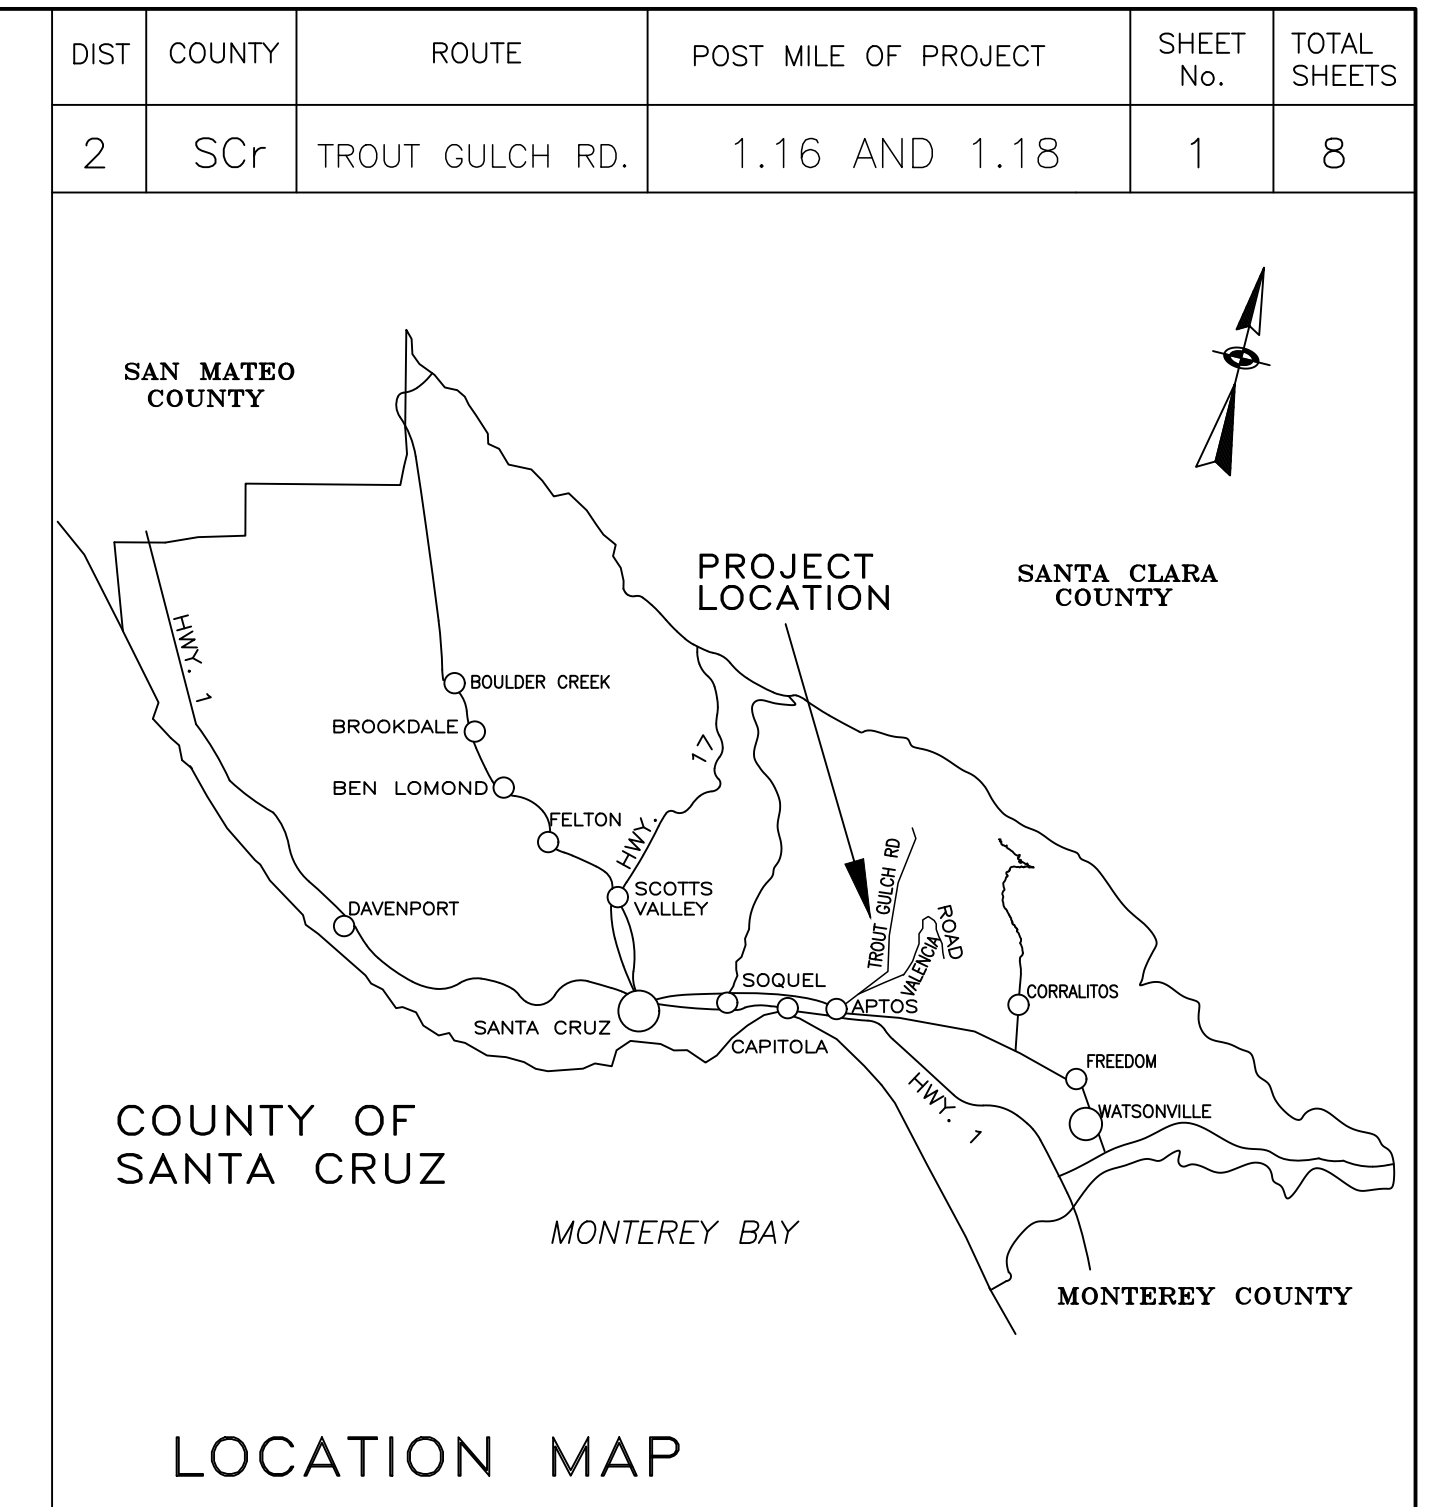 DIST COUNTY ROUTE POST MILE OF PROJECT SHEET No. TOTAL SHEETS
2 SCr TROUT GULCH RD. 1.16 AND 1.18 1 8
SAN MATEO
COUNTY
PROJECT
LOCATION
SANTA CLARA
COUNTY
HWY. 1
BOULDER CREEK
BROOKDALE
HWY. 17
BEN LOMOND
FELTON
SCOTTS
VALLEY
DAVENPORT
TROUT GULCH RD
VALENCIA
ROAD
SOQUEL
CORRALITOS
APTOS
SANTA CRUZ
CAPITOLA
FREEDOM
HWY. 1
WATSONVILLE
COUNTY OF
SANTA CRUZ
MONTEREY BAY
MONTEREY COUNTY
LOCATION MAP